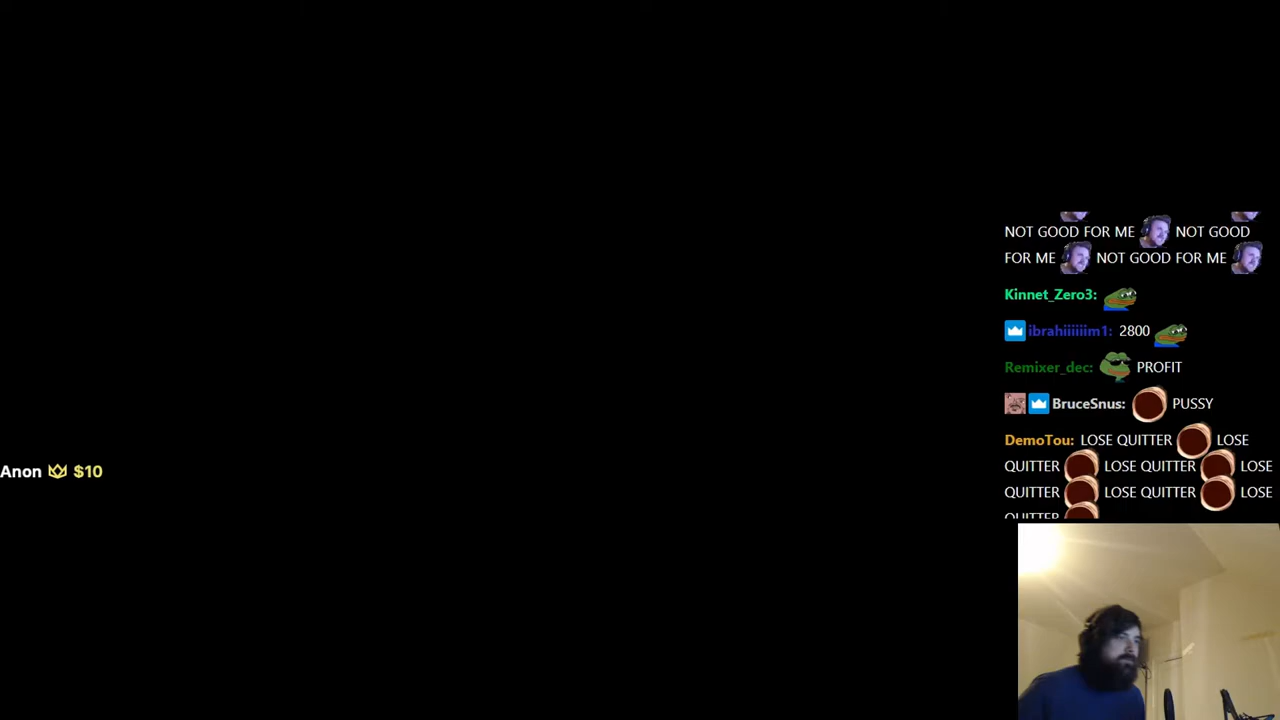 NOT GOOD FOR ME NOT GOOD
FOR ME NOT GOOD FOR ME
Kinnet_Zero3:
ibrahiiiiiim1: 2800
Remixer_dec: PROFIT
BruceSnus: PUSSY
DemoTou: LOSE QUITTER LOSE
QUITTER LOSE QUITTER LOSE
QUITTER LOSE QUITTER LOSE
QUITTER
Anon $10